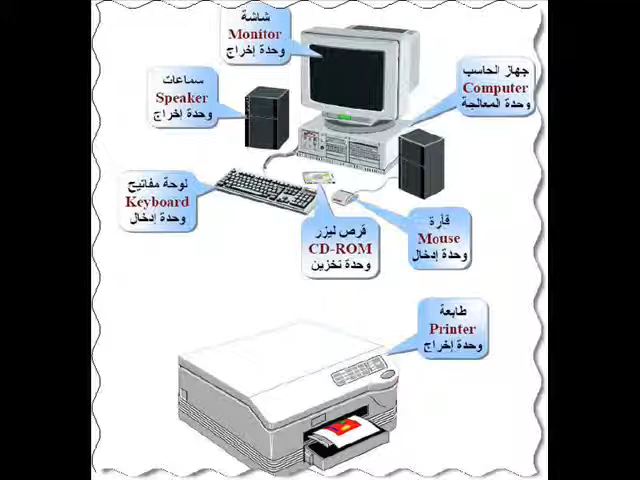 شاشة
Monitor
وحدة إخراج
جهاز الحاسب
Computer
وحدة المعالجة
سماعات
Speaker
وحدة إخراج
لوحة مفاتيح
Keyboard
وحدة إدخال
قرص ليزر
CD-ROM
وحدة تخزين
فأرة
Mouse
وحدة إدخال
طابعة
Printer
وحدة إخراج